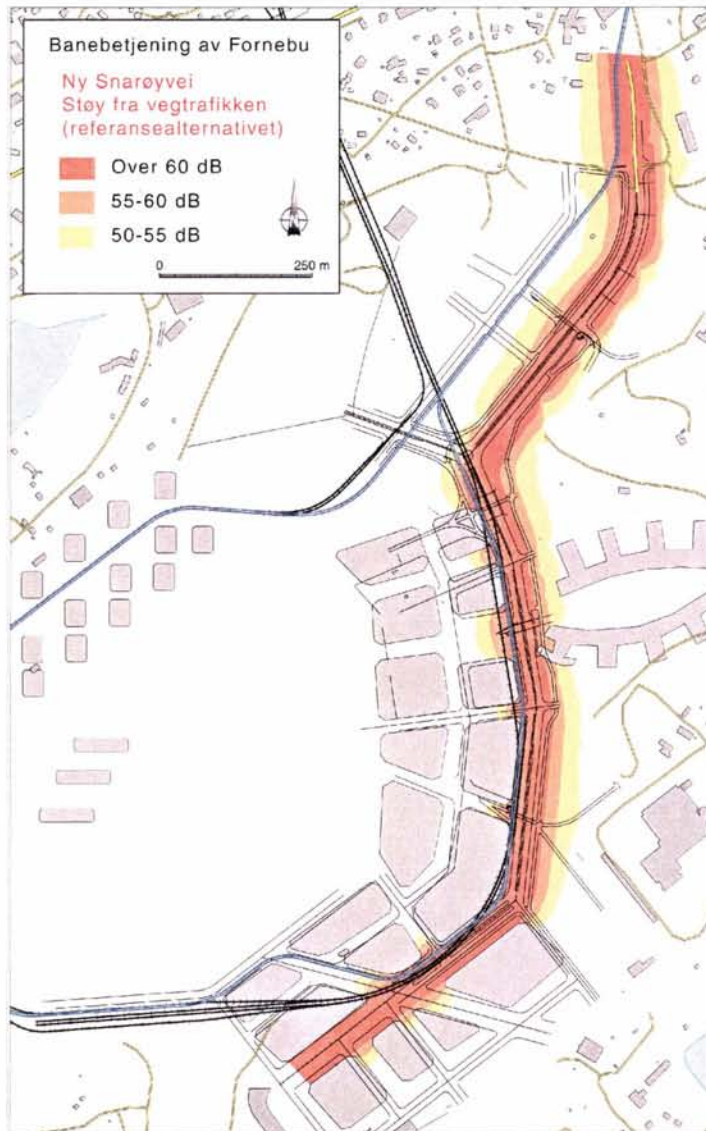 Banebetjening av Fornebu
Ny Snarøyvei
Støy fra vegtrafikken
(referansealternativet)
Over 60 dB
55-60 dB
50-55 dB
0 250 m